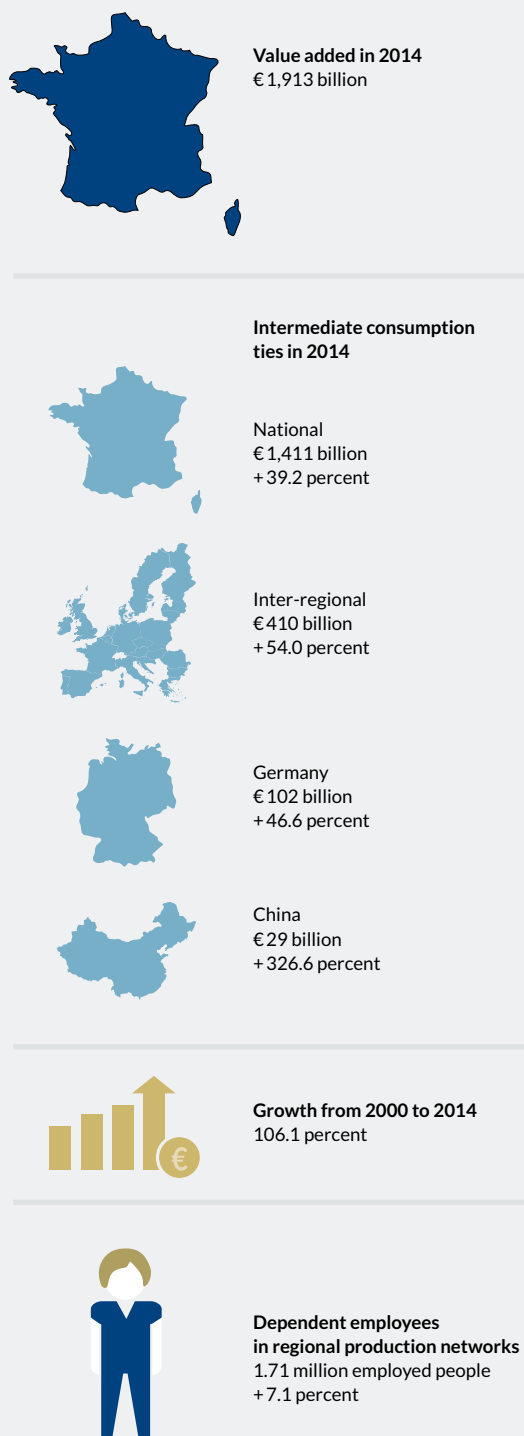 Value added in 2014
€ 1,913 billion
Intermediate consumption
ties in 2014
National
€ 1,411 billion
+ 39.2 percent
Inter-regional
€ 410 billion
+ 54.0 percent
Germany
€ 102 billion
+ 46.6 percent
China
€ 29 billion
+ 326.6 percent
Growth from 2000 to 2014
106.1 percent
€
Dependent employees
in regional production networks
1.71 million employed people
+ 7.1 percent